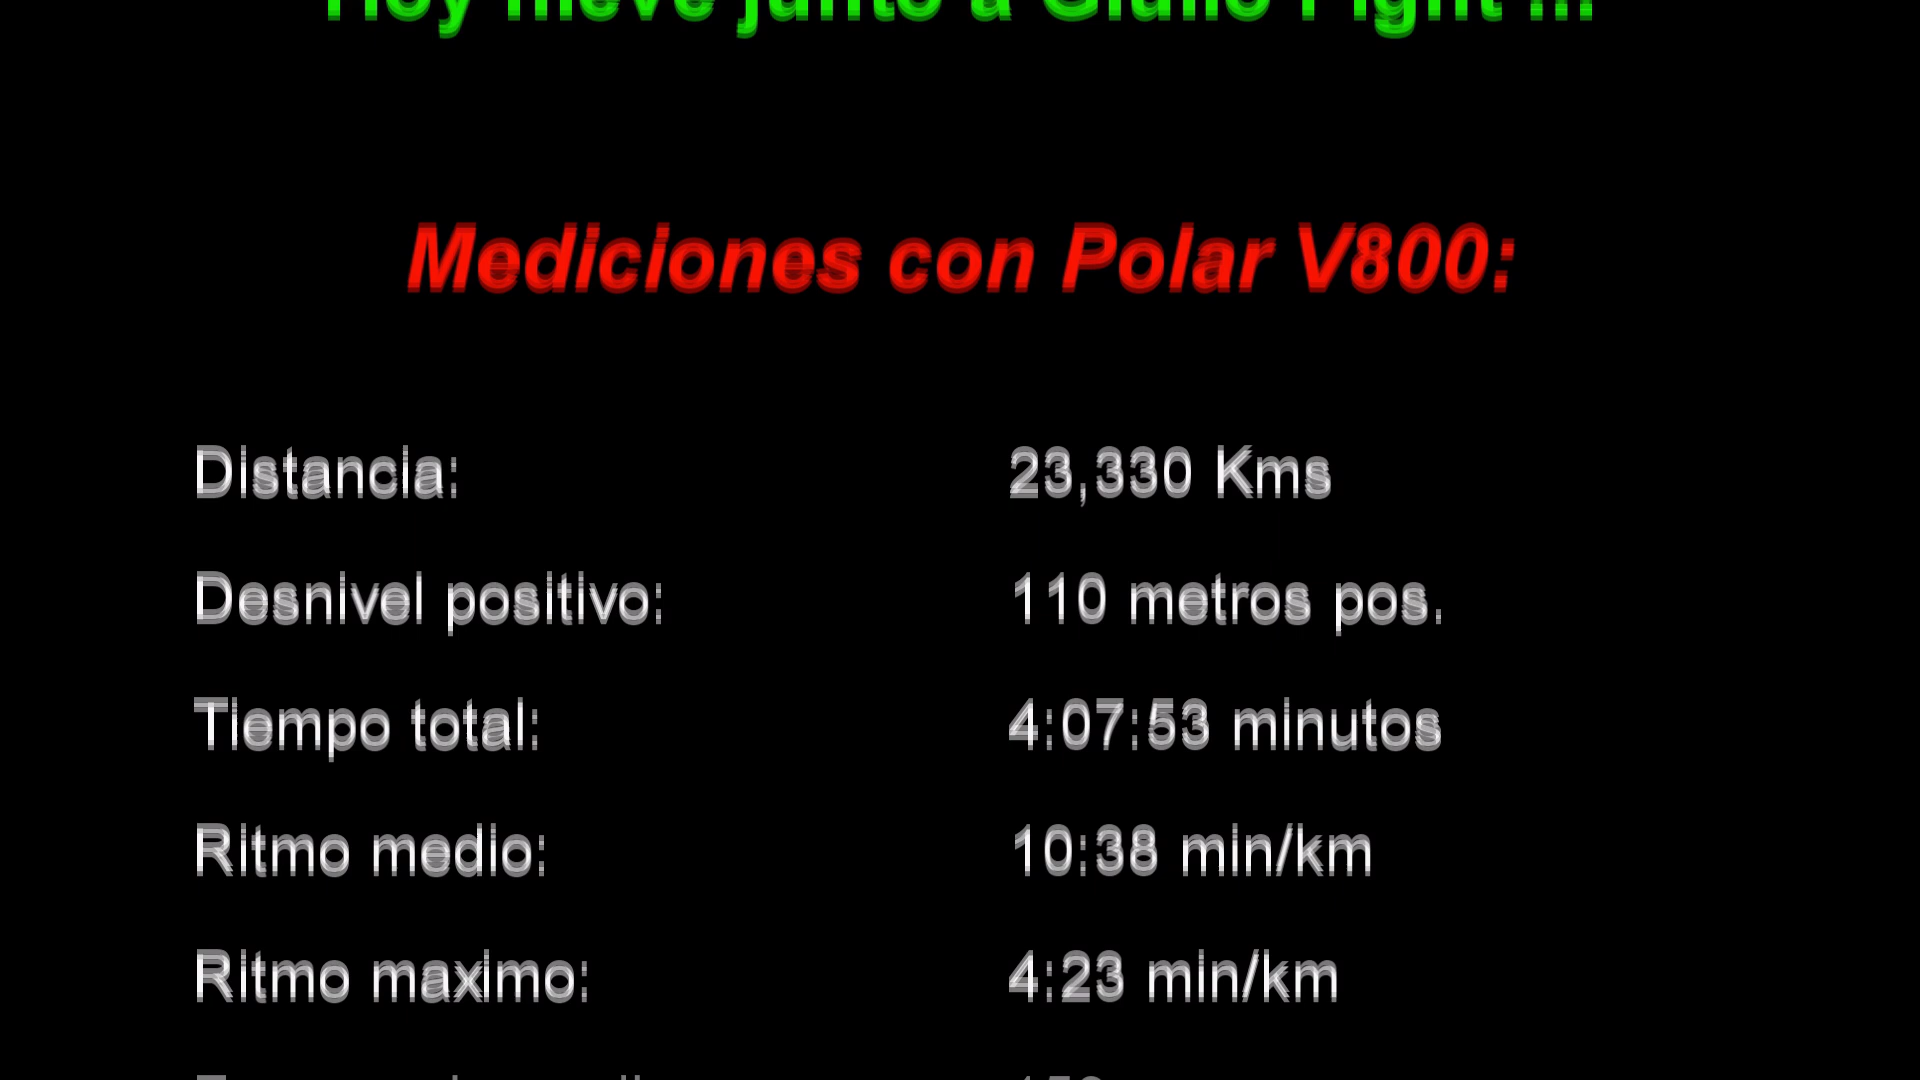 junto a
Mediciones con Polar V800:
Distancia: 23,330 Kms
Desnivel positivo: 110 metros pos.
Tiempo total: 4:07:53 minutos
Ritmo medio: 10:38 min/km
Ritmo maximo: 4:23 min/km